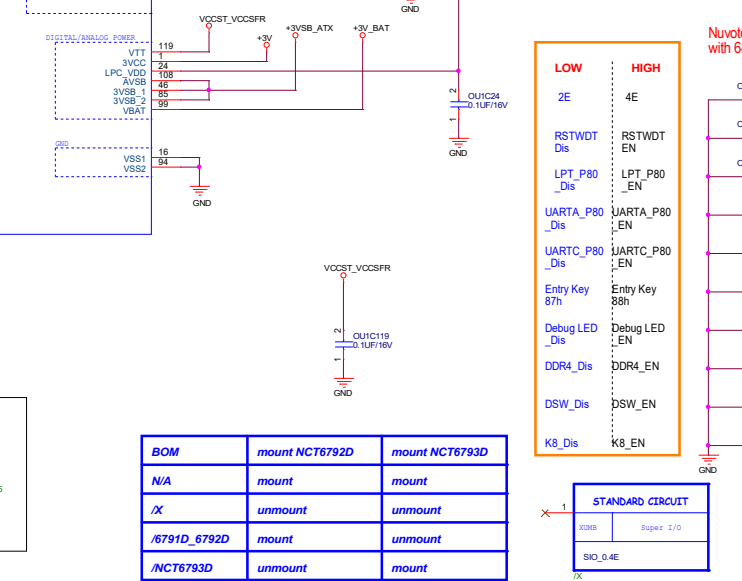 GND
VCCST_VCCSFR
+3VSB_ATX
+3V_BAT
+3V
DIGITAL/ANALOG POWER
VTT 119
3VCC 1
LPC_VDD 24
AVSB 108
3VSB_1 46
3VSB_2 85
VBAT 99
2
OU1C24
0.1UF/16V
1
GND
GND
VSS1 16
VSS2 94
GND
VCCST_VCCSFR
2
OU1C119
0.1UF/16V
1
GND
LOW HIGH
2E 4E
RSTWDT RSTWDT
Dis EN
LPT_P80 LPT_P80
_Dis _EN
UARTA_P80 UARTA_P80
_Dis _EN
UARTC_P80 UARTC_P80
_Dis _EN
Entry Key Entry Key
87h 88h
Debug LED Debug LED
_Dis _EN
DDR4_Dis DDR4_EN
DSW_Dis DSW_EN
K8_Dis K8_EN
with 6
GND
BOM mount NCT6792D mount NCT6793D
N/A mount mount
/X unmount unmount
/6791D_6792D mount unmount
/NCT6793D unmount mount
1
STANDARD CIRCUIT
XUMB Super I/O
SIO_0.4E
/X